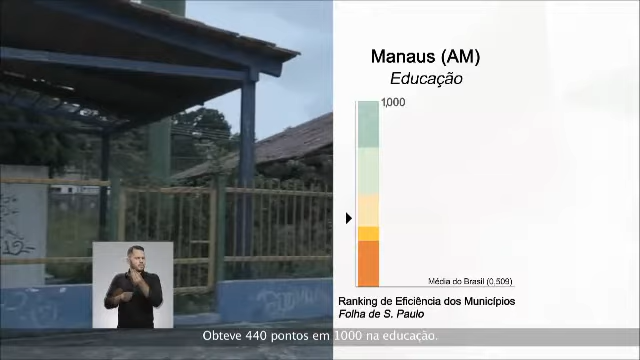 Manaus (AM)
Educação
1,000
Média do Brasil (0,509)
Ranking de Eficiência dos Municípios
Folha de S. Paulo
Obteve 440 pontos em 1000 na educação.